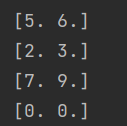 [5. 6.]
[2. 3.]
[7. 9.]
[0. 0.]